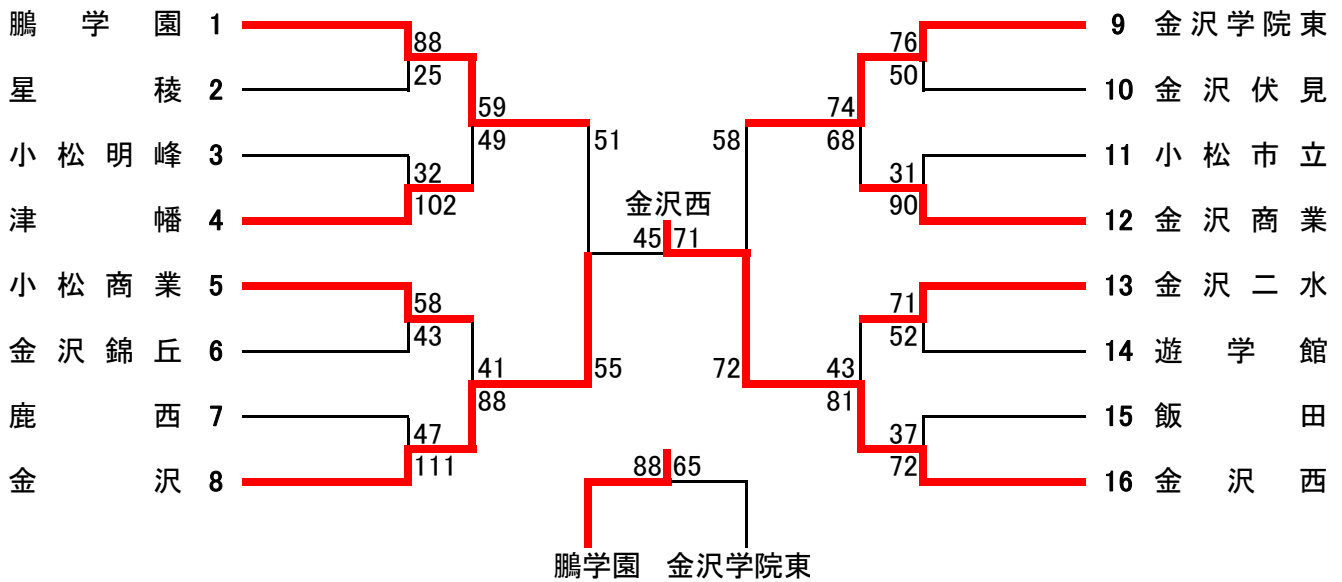 鵬学園 1
88
25
星稜 2
59
49
小松明峰 3
32
102
津幡 4
51
小松商業 5
58
43
金沢錦丘 6
41
88
鹿西 7
47
111
金沢 8
55
金沢西
45 71
88 65
鵬学園 金沢学院東
9 金沢学院東
76
50
10 金沢伏見
74
68
11 小松市立
31
90
12 金沢商業
58
13 金沢二水
71
52
14 遊学館
43
81
15 飯田
37
72
16 金沢西
72